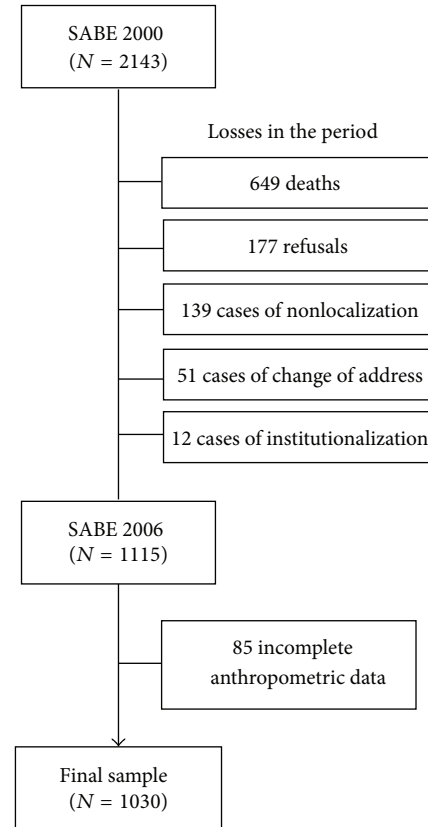 SABE 2000
(N = 2143)
Losses in the period
649 deaths
177 refusals
139 cases of nonlocalization
51 cases of change of address
12 cases of institutionalization
SABE 2006
(N = 1115)
85 incomplete
anthropometric data
Final sample
(N = 1030)